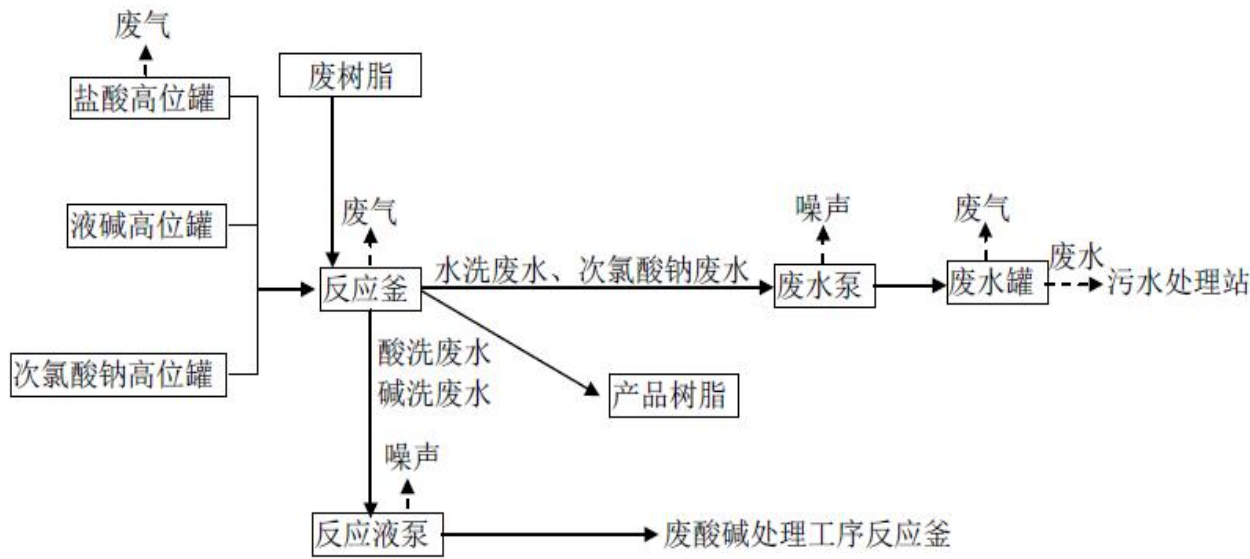 废气
盐酸高位罐
废树脂
液碱高位罐
废气
噪声
废气
反应釜
水洗废水、次氯酸钠废水
废水泵
废水罐
废水
污水处理站
次氯酸钠高位罐
酸洗废水
碱洗废水
产品树脂
噪声
反应液泵
废酸碱处理工序反应釜